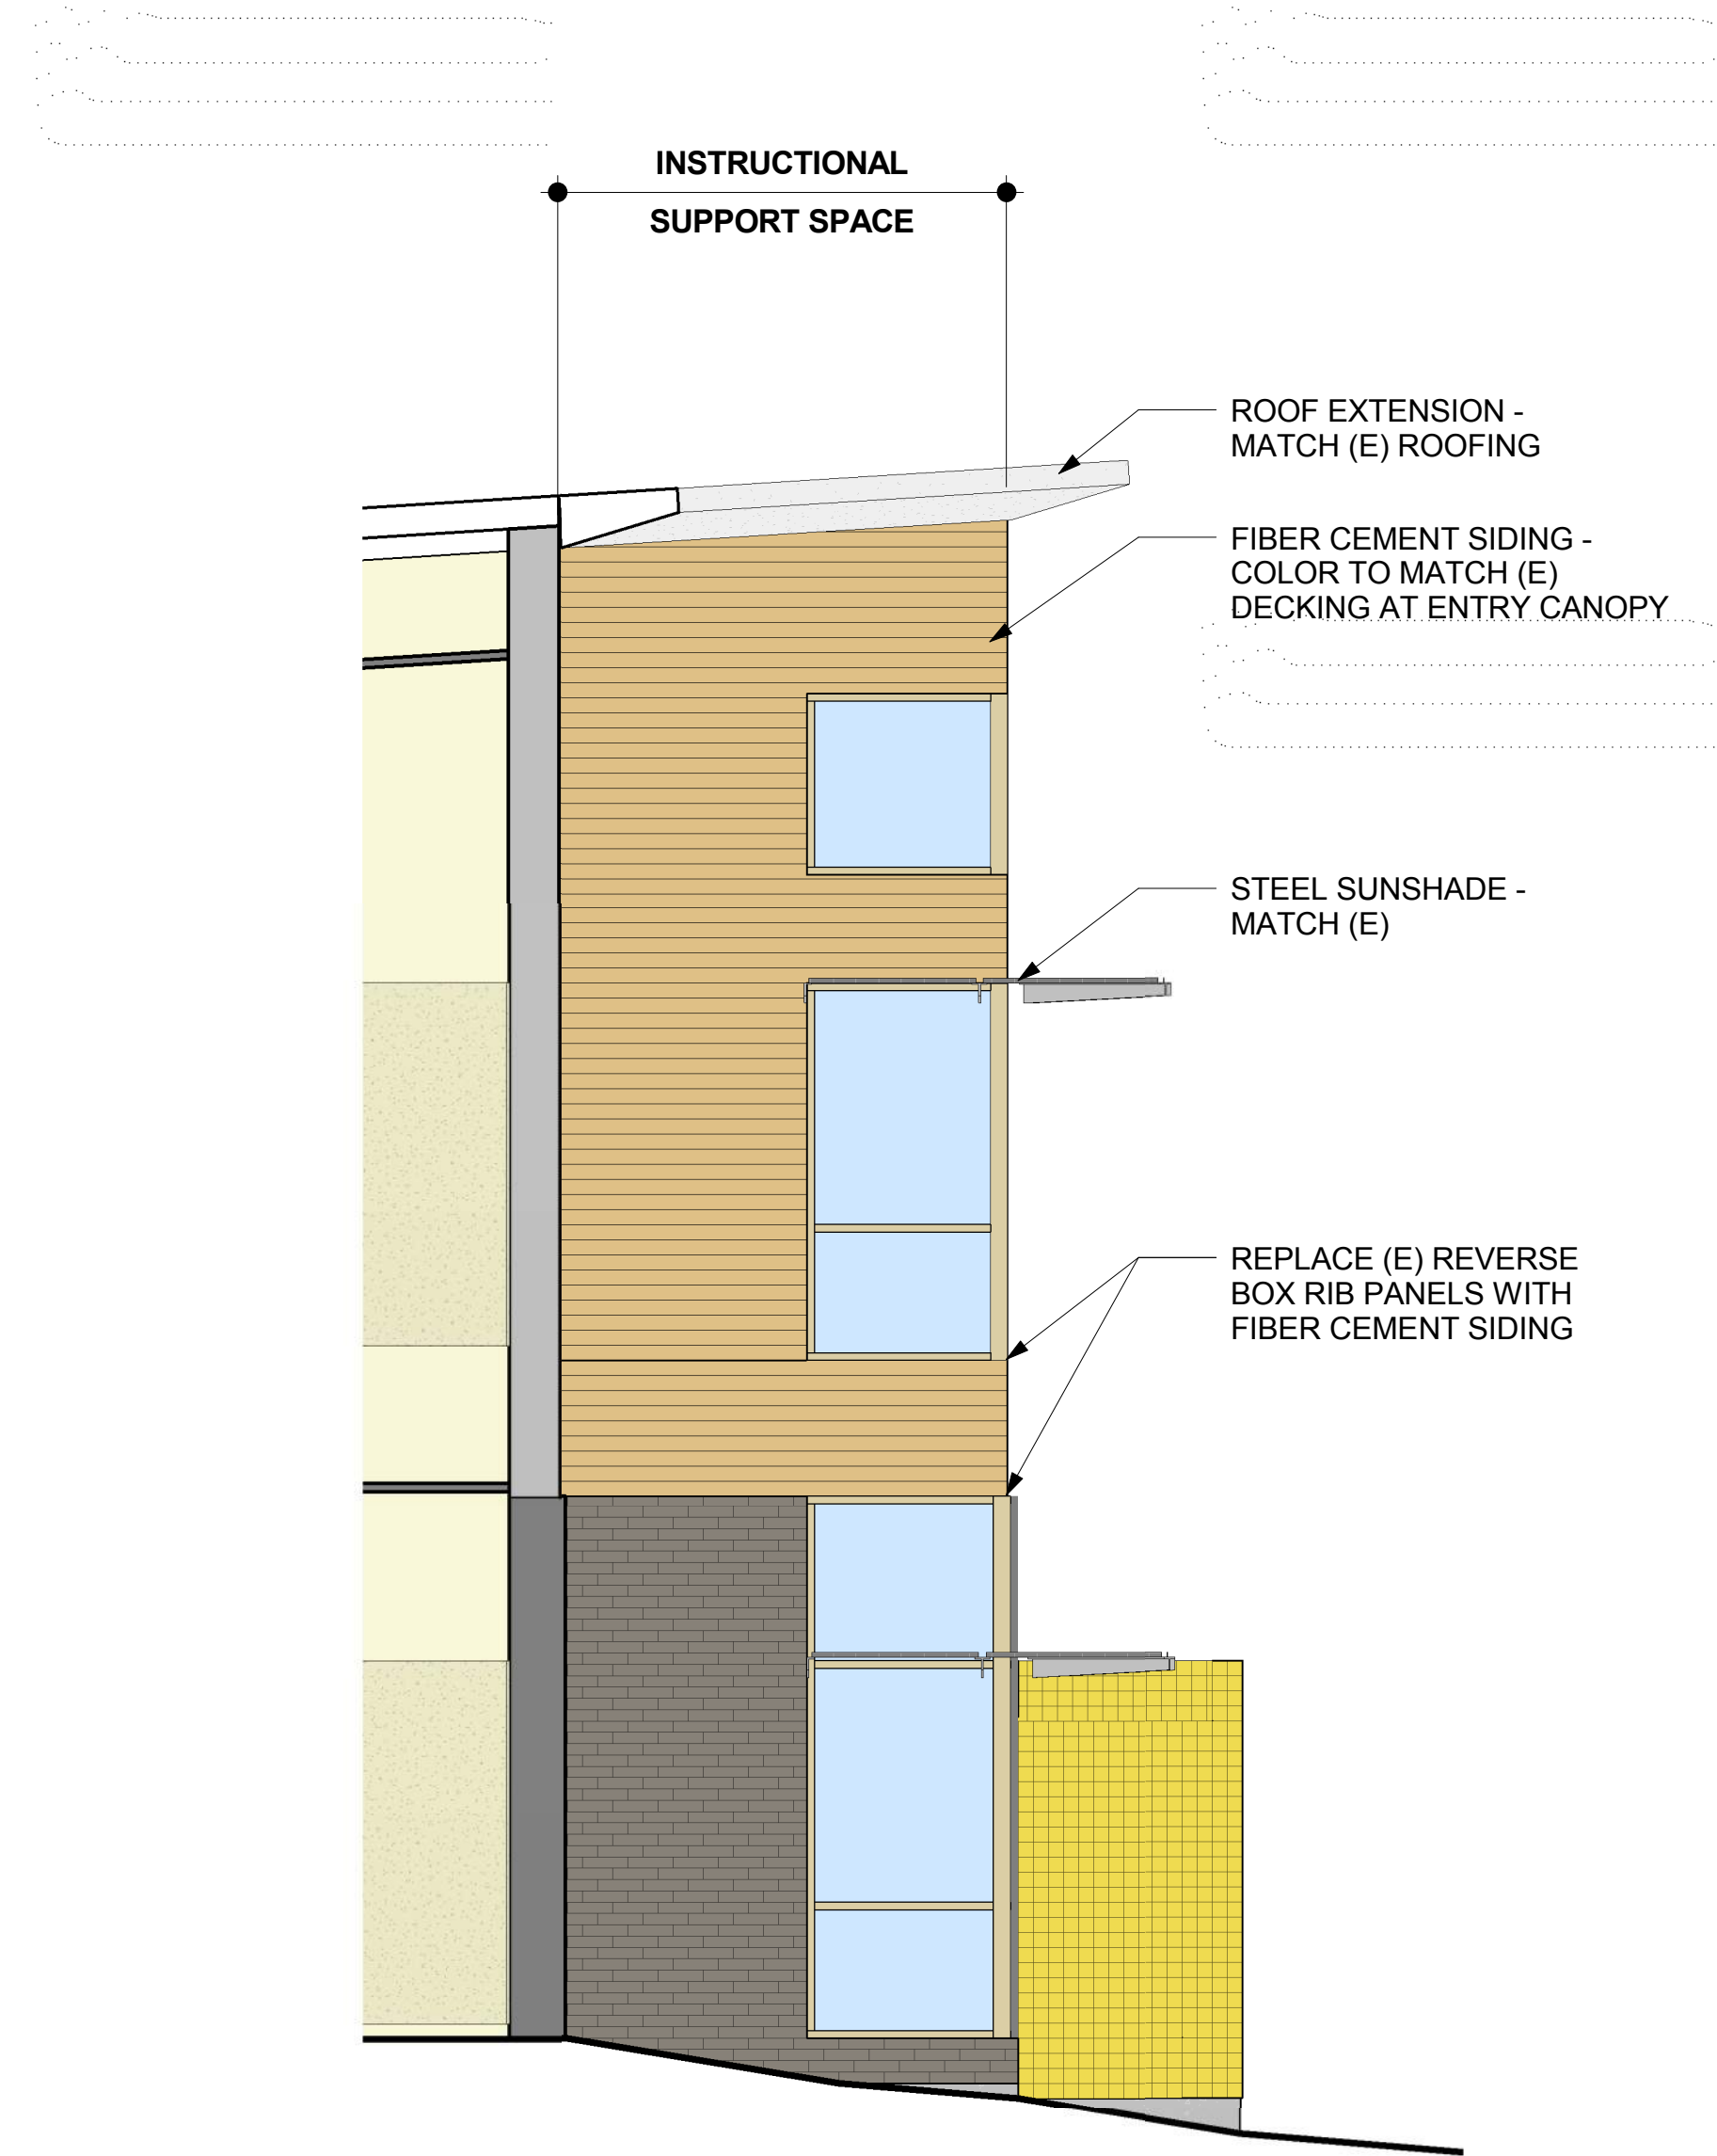 INSTRUCTIONAL
SUPPORT SPACE
ROOF EXTENSION -
MATCH (E) ROOFING
FIBER CEMENT SIDING -
COLOR TO MATCH (E)
DECKING AT ENTRY CANOPY
STEEL SUNSHADE -
MATCH (E)
REPLACE (E) REVERSE
BOX RIB PANELS WITH
FIBER CEMENT SIDING